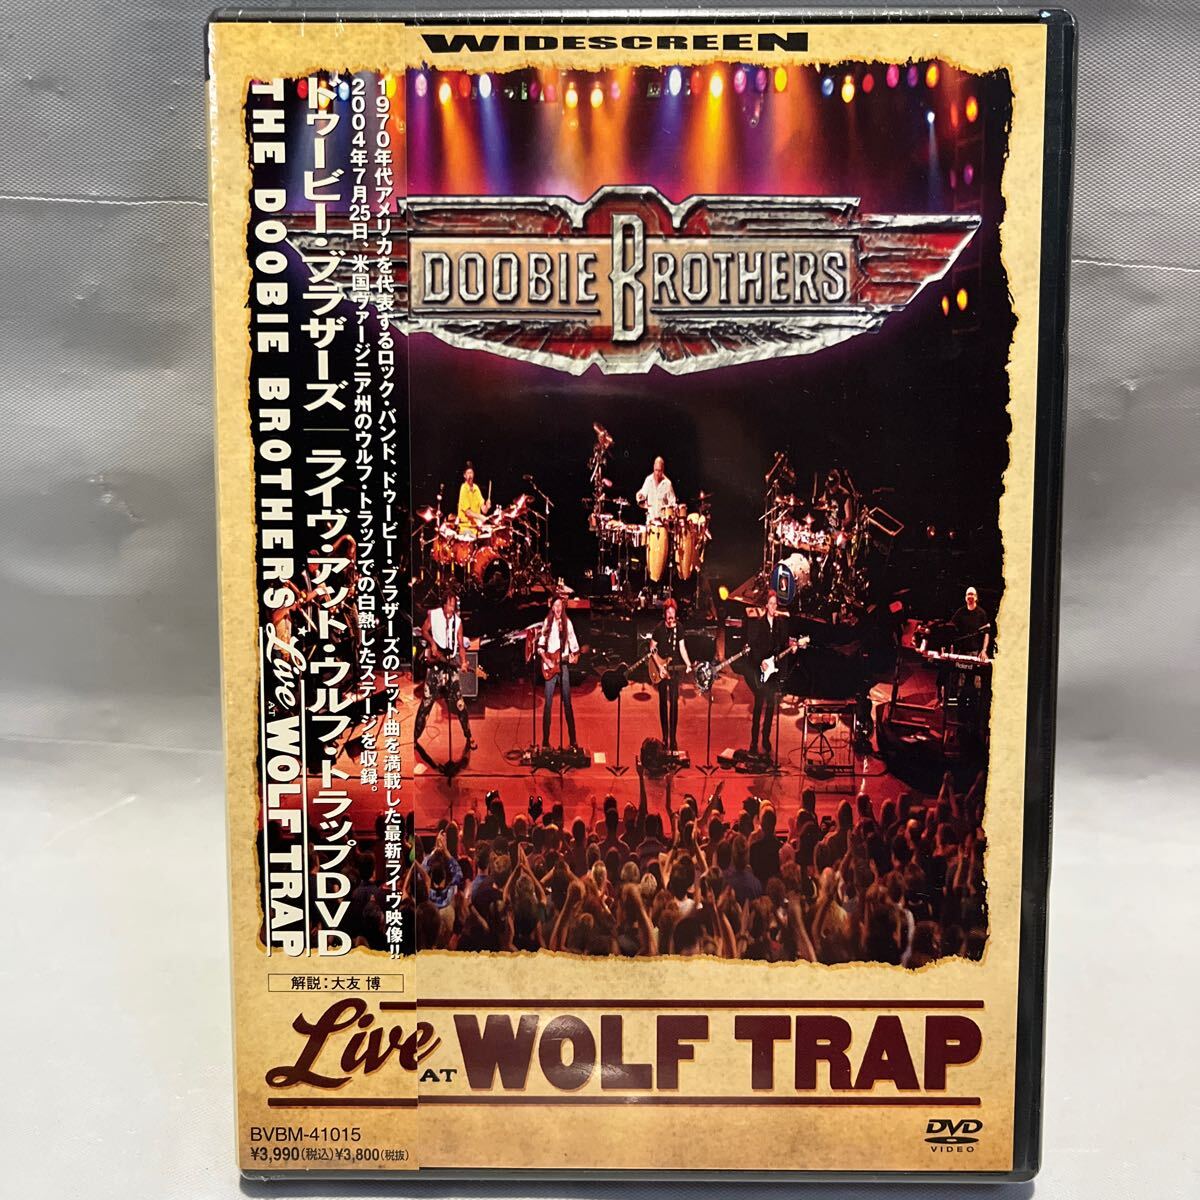 WIDESCREEN
DOOBIE BROTHERS
B
1970年代アメリカを代表するロック・バンド、ドゥービー・ブラザーズのヒット曲を満載した最新ライヴ映像!!
2004年7月25日、米国ヴァージニア州のウルフ・トラップでの白熱したステージを収録。
ドゥービー・ブラザーズ｜ライヴ・アット・ウルフ・トラップDVD
THE DOOBIE BROTHERS Live AT WOLF TRAP
Roland
解説：大友 博
Live AT WOLF TRAP
BVBM-41015
¥3,990(税込)¥3,800(税抜)
DVD
VIDEO